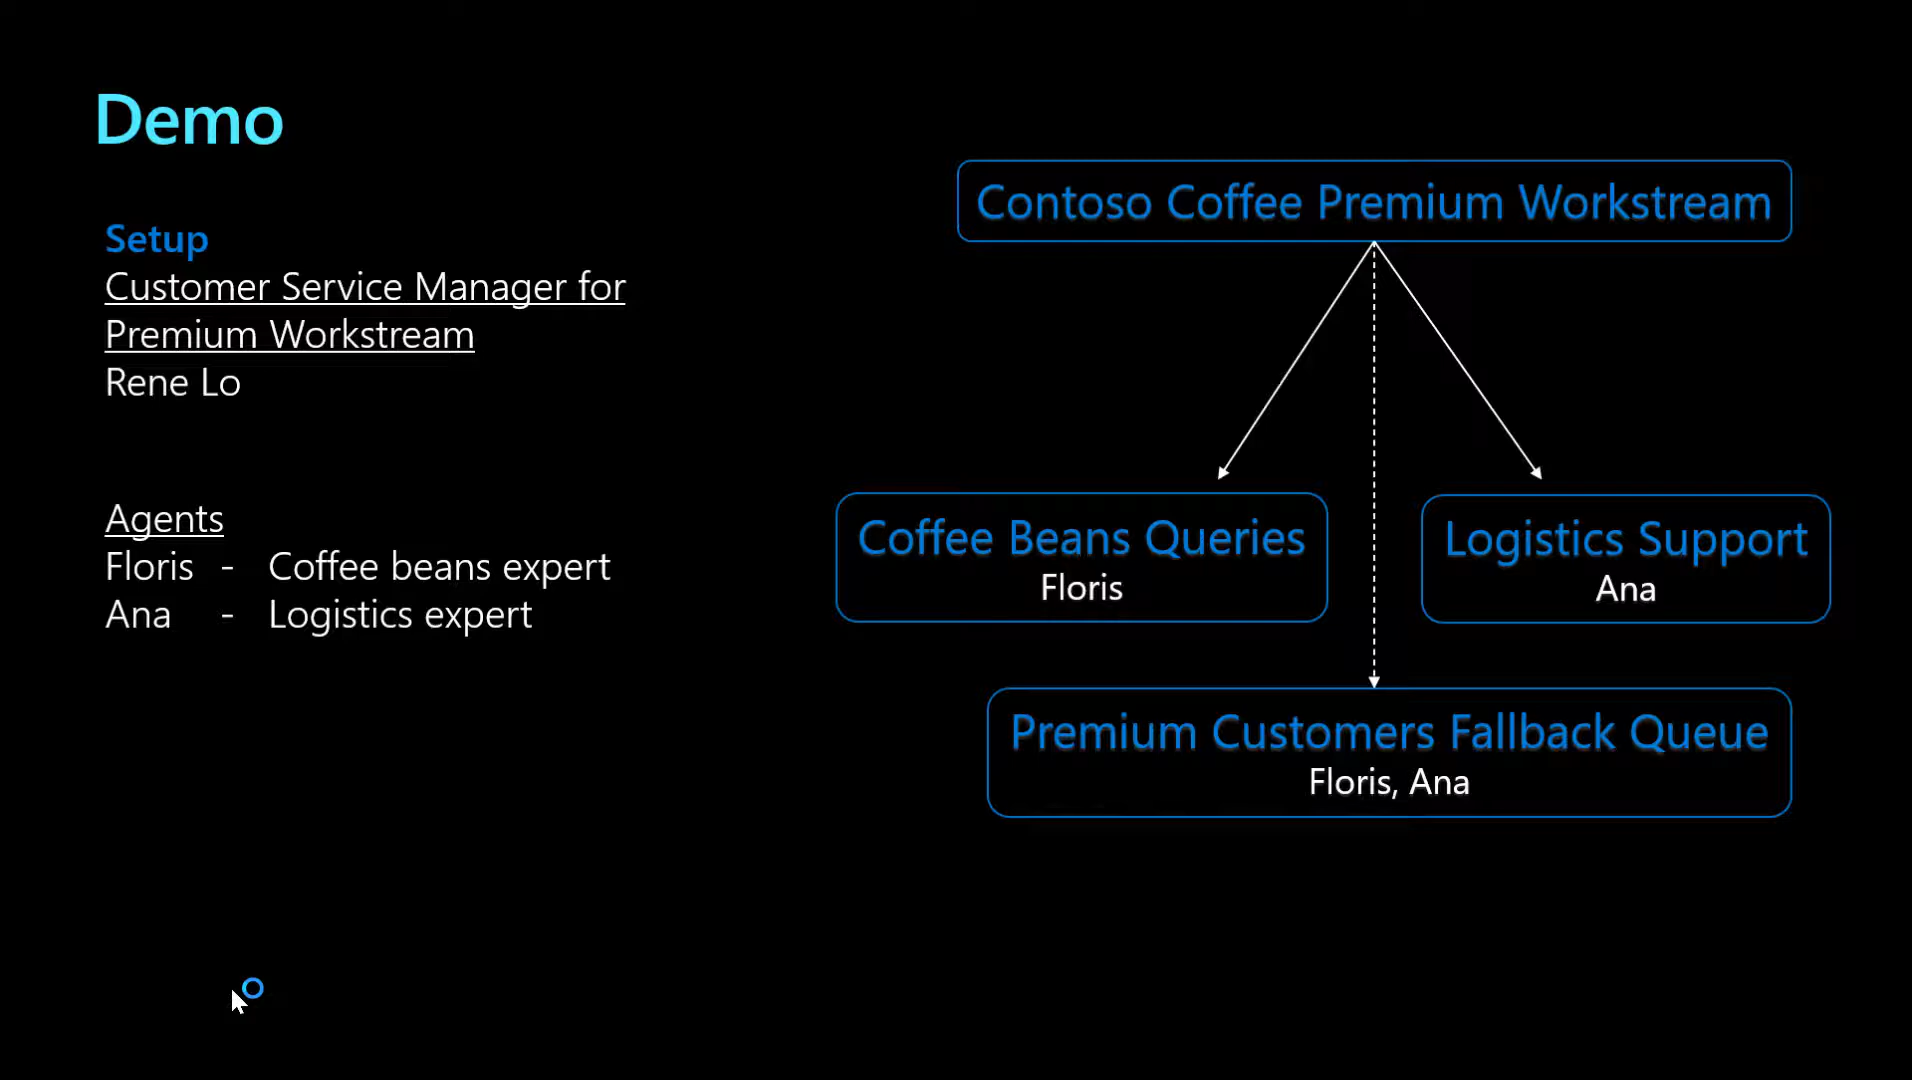 Demo
Setup
Customer Service Manager for
Premium Workstream
Rene Lo
Agents
Floris - Coffee beans expert
Ana - Logistics expert
Contoso Coffee Premium Workstream
Coffee Beans Queries
Floris
Logistics Support
Ana
Premium Customers Fallback Queue
Floris, Ana